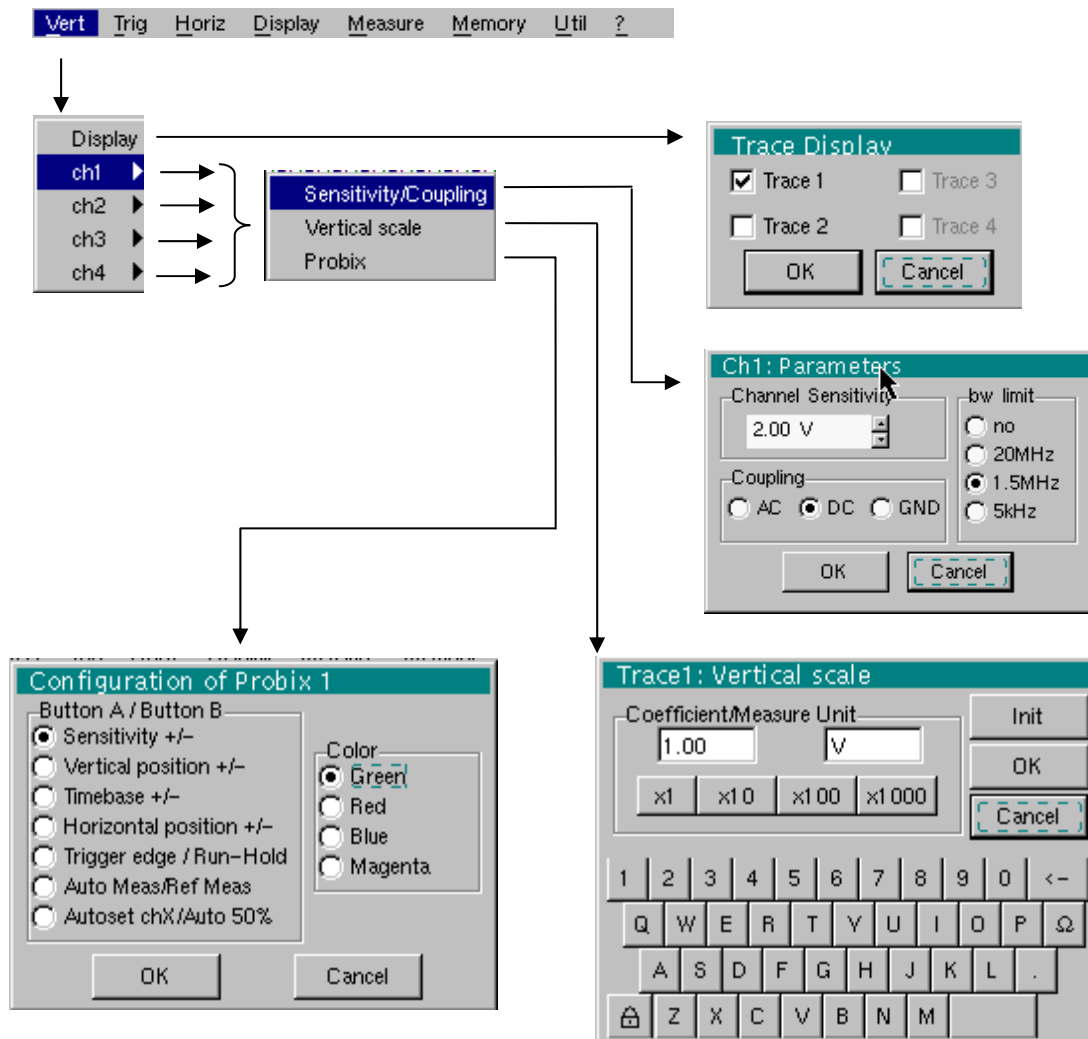 Vert Trig Horiz Display Measure Memory Util ?
Display
ch1
ch2
ch3
ch4
Sensitivity/Coupling
Vertical scale
Probix
Trace Display
Trace 1 Trace 3
Trace 2 Trace 4
OK Cancel
Ch1: Parameters
Channel Sensitivity
2.00 V
Coupling
AC DC GND
bw limit
no
20MHz
1.5MHz
5kHz
OK Cancel
Configuration of Probix 1
Button A / Button B
Sensitivity +/-
Vertical position +/-
Timebase +/-
Horizontal position +/-
Trigger edge / Run-Hold
Auto Meas/Ref Meas
Autoset chX/Auto 50%
Color
Green
Red
Blue
Magenta
OK Cancel
Trace1: Vertical scale
Coefficient/Measure Unit
1.00 V
x1 x10 x100 x1000
Init
OK
Cancel
1 2 3 4 5 6 7 8 9 0 <-
Q W E R T Y U I O P Ω
A S D F G H J K L .
Z X C V B N M